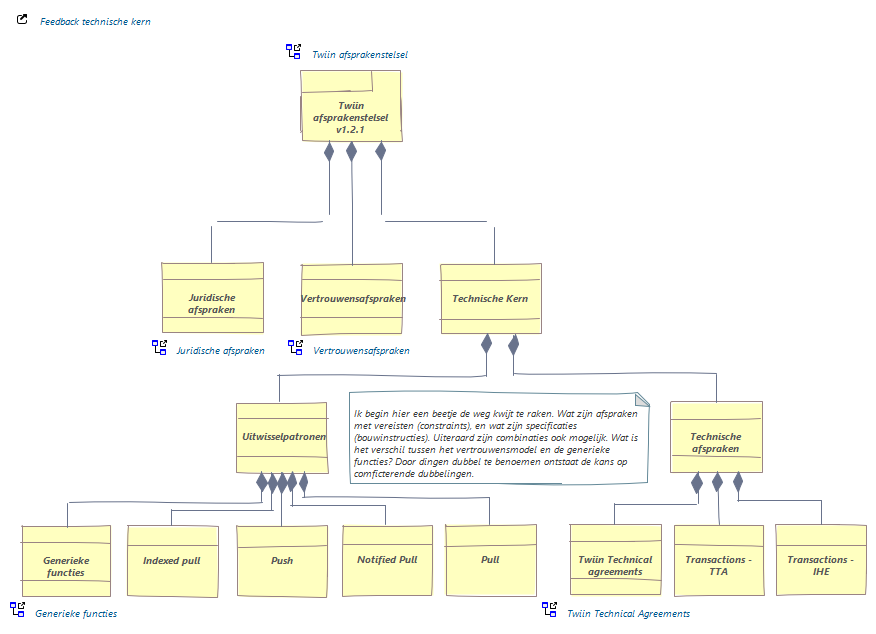 Feedback technische kern
Twiin afsprakenstelsel
Twiin
afsprakenstelsel
v1.2.1
Juridische
afspraken
Vertrouwensafspraken
Technische Kern
Juridische afspraken
Vertrouwensafspraken
Uitwisselpatronen
Ik begin hier een beetje de weg kwijt te raken. Wat zijn afspraken
met vereisten (constraints), en wat zijn specificaties
(bouwinstructies). Uiteraard zijn combinaties ook mogelijk. Wat is
het verschil tussen het vertrouwensmodel en de generieke
functies? Door dingen dubbel te benoemen ontstaat de kans op
comficterende dubbelingen.
Technische
afspraken
Generieke
functies
Indexed pull
Push
Notified Pull
Pull
Twiin Technical
agreements
Transactions -
TTA
Transactions -
IHE
Generieke functies
Twiin Technical Agreements